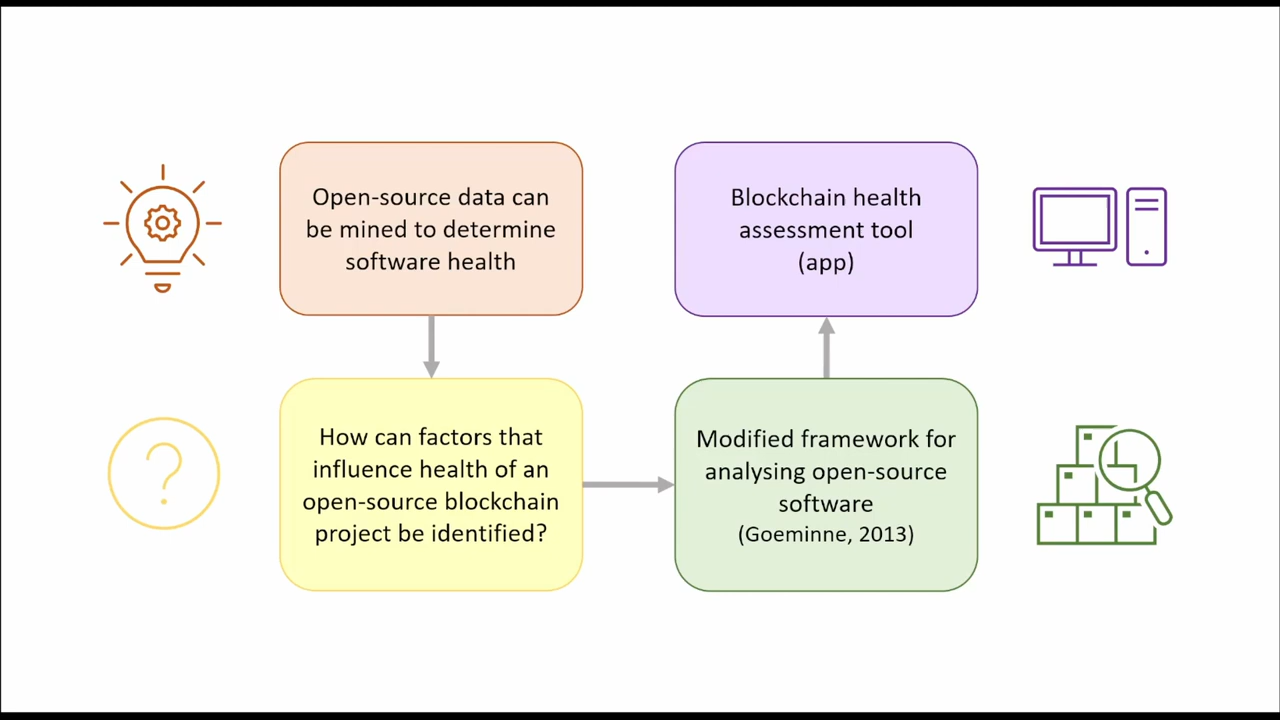 Open-source data can
be mined to determine
software health
How can factors that
influence health of an
open-source blockchain
project be identified?
Modified framework for
analysing open-source
software
(Goeminne, 2013)
Blockchain health
assessment tool
(app)